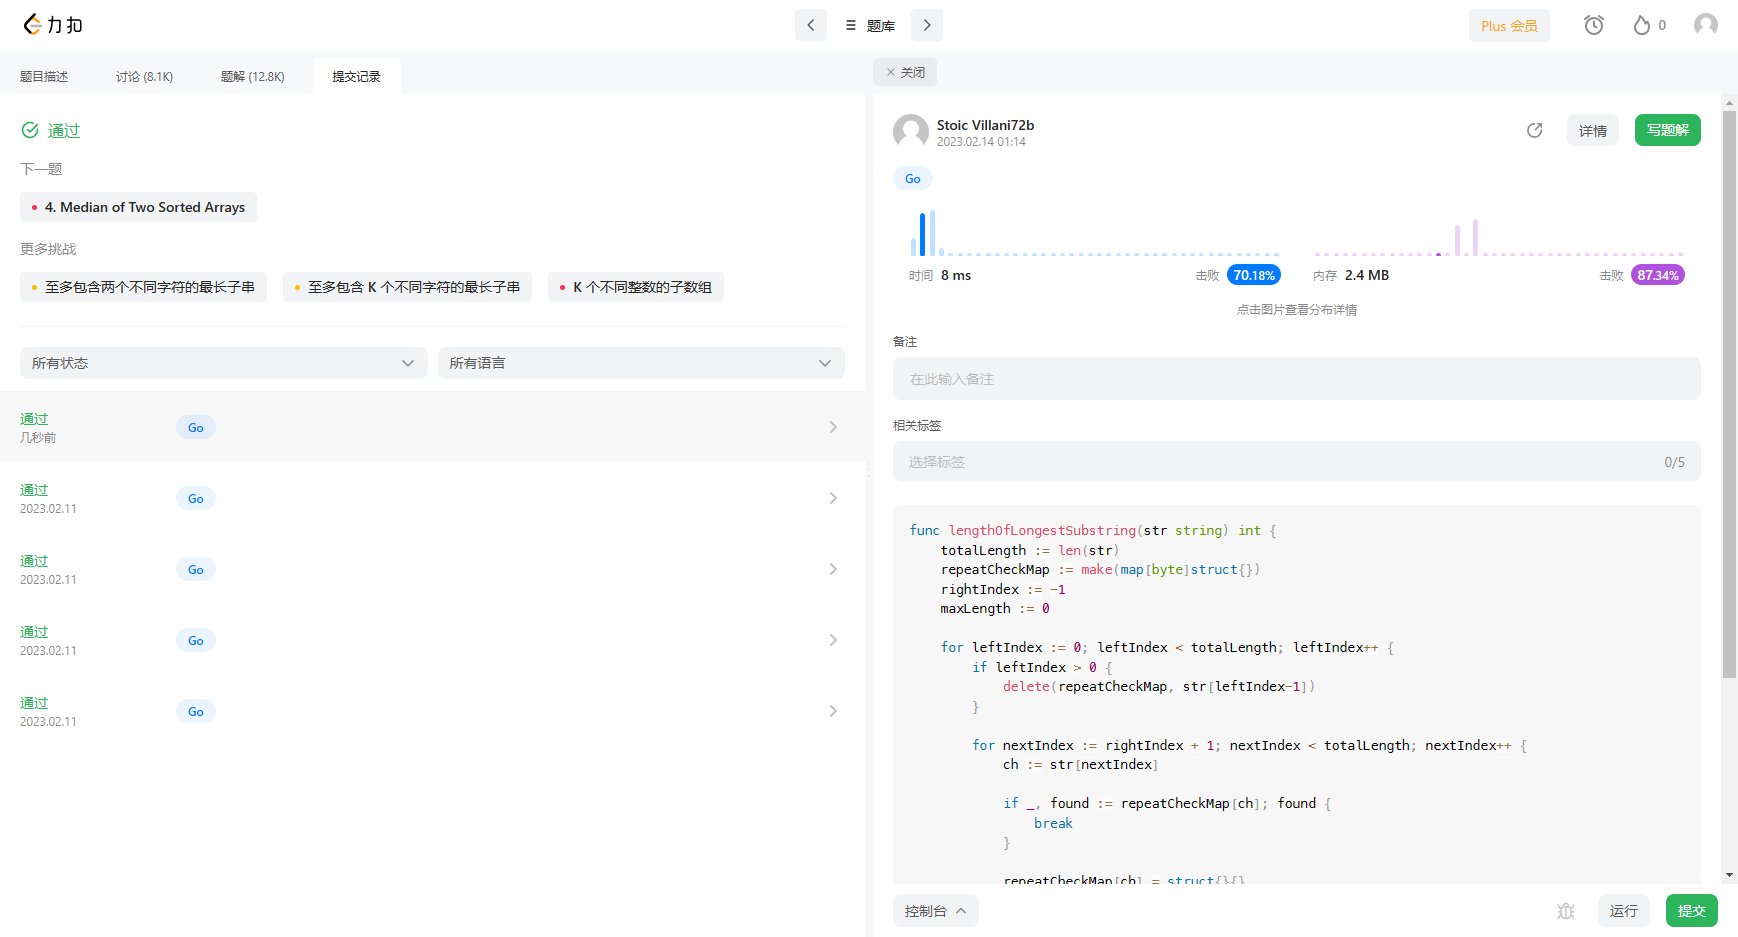 力扣
题库
Plus 会员
0
题目描述
讨论 (8.1K)
题解 (12.8K)
提交记录
通过
下一题
4. Median of Two Sorted Arrays
更多挑战
至多包含两个不同字符的最长子串
至多包含 K 个不同字符的最长子串
K 个不同整数的子数组
所有状态
所有语言
通过
几秒前
Go
通过
2023.02.11
Go
通过
2023.02.11
Go
通过
2023.02.11
Go
通过
2023.02.11
Go
关闭
Stoic Villani72b
2023.02.14 01:14
详情
写题解
Go
时间 8 ms
击败 70.18%
内存 2.4 MB
击败 87.34%
点击图片查看分布详情
备注
在此输入备注
相关标签
选择标签
0/5
func lengthOfLongestSubstring(str string) int {
    totalLength := len(str)
    repeatCheckMap := make(map[byte]struct{})
    rightIndex := -1
    maxLength := 0
    for leftIndex := 0; leftIndex < totalLength; leftIndex++ {
        if leftIndex > 0 {
            delete(repeatCheckMap, str[leftIndex-1])
        }
        for nextIndex := rightIndex + 1; nextIndex < totalLength; nextIndex++ {
            ch := str[nextIndex]
            if _, found := repeatCheckMap[ch]; found {
                break
            }
            repeatCheckMap[ch] = struct{}{}
控制台
运行
提交